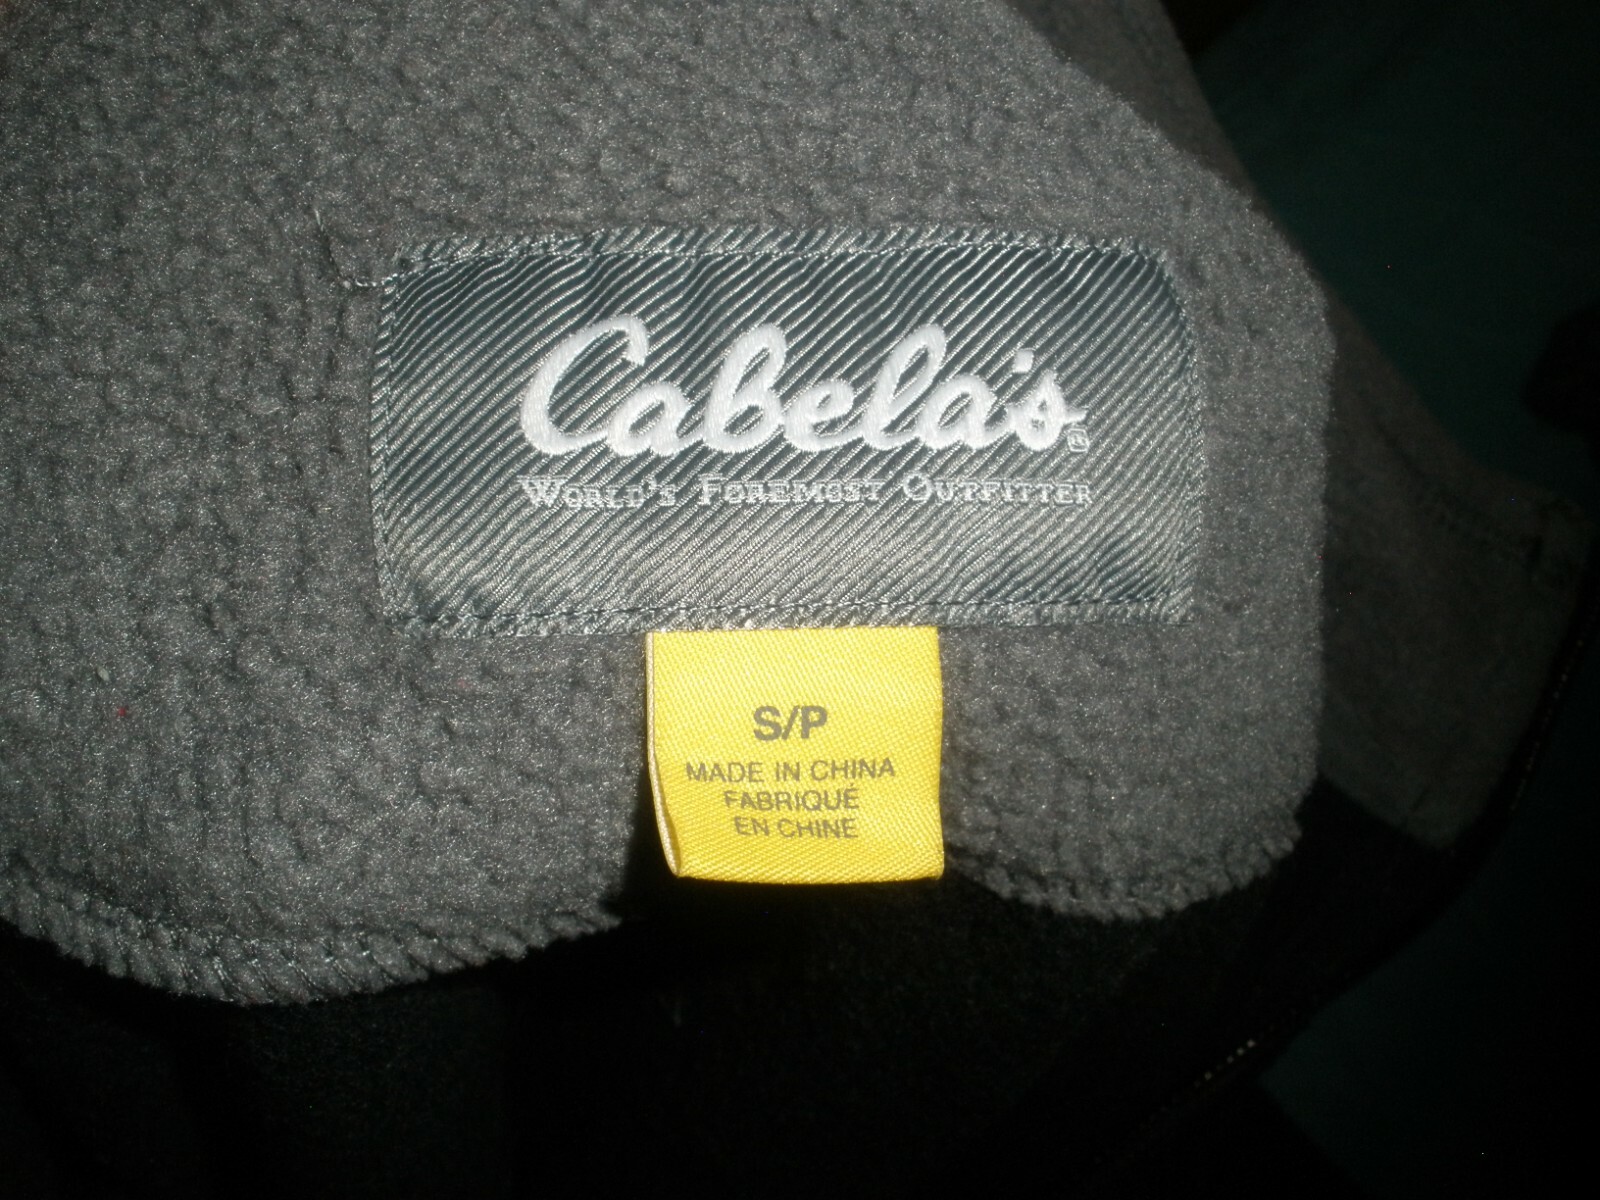 Cabela's®
WORLD'S FOREMOST OUTFITTER
S/P
MADE IN CHINA
FABRIQUÉ
EN CHINE